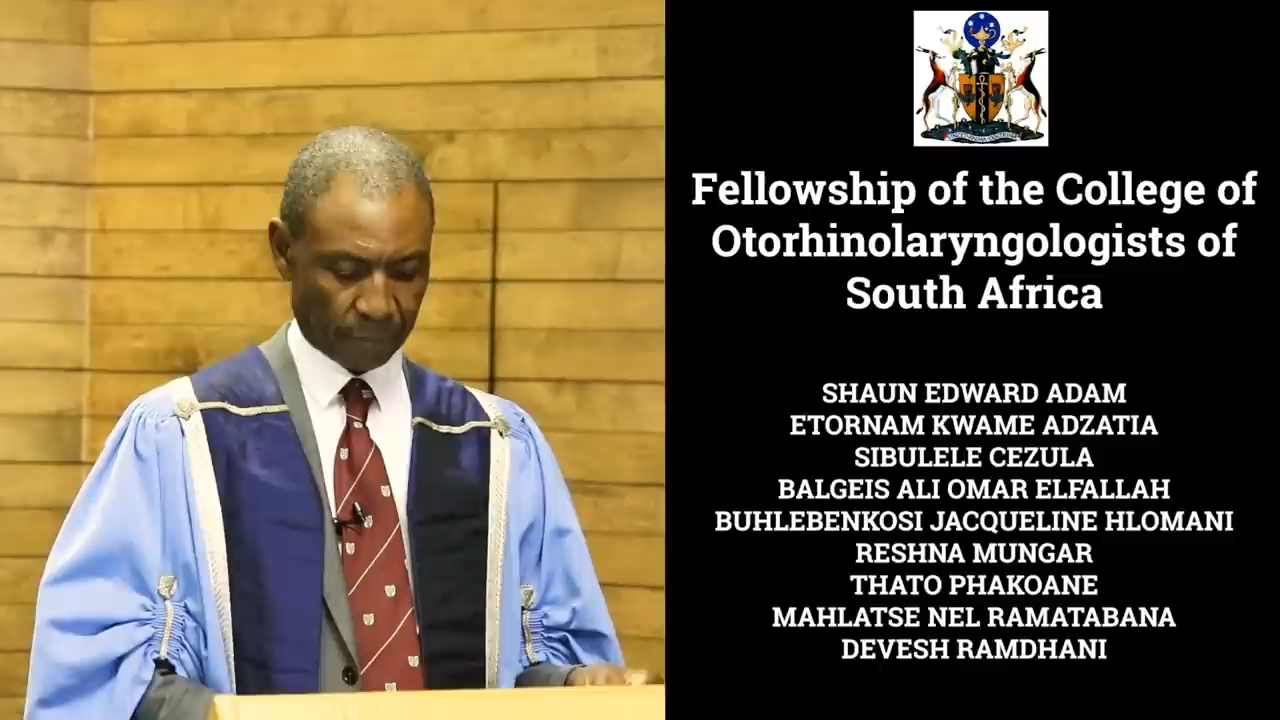 Fellowship of the College of
Otorhinolaryngologists of
South Africa
SHAUN EDWARD ADAM
ETORNAM KWAME ADZATIA
SIBULELE CEZULA
BALGEIS ALI OMAR ELFALLAH
BUHLEBENKOSI JACQUELINE HLOMANI
RESHNA MUNGAR
THATO PHAKOANE
MAHLATSE NEL RAMATABANA
DEVESH RAMDHANI